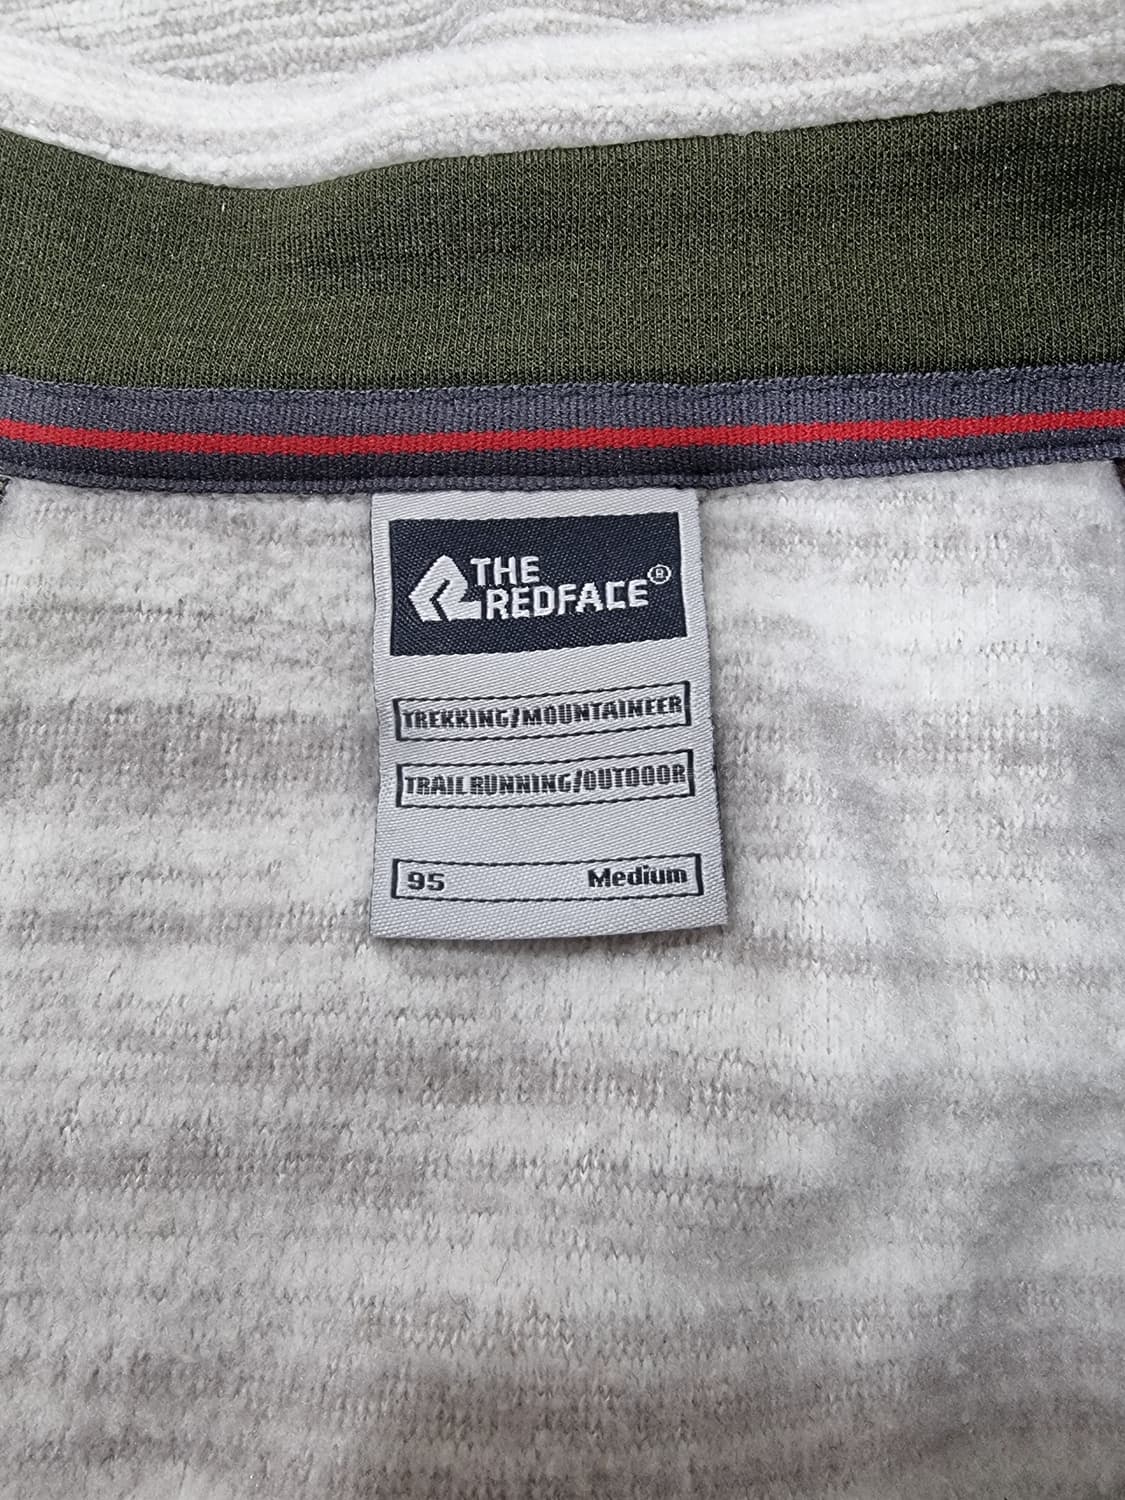 THE
REDFACE®
TREKKING/MOUNTAINEER
TRAIL RUNNING/OUTDOOR
95 Medium